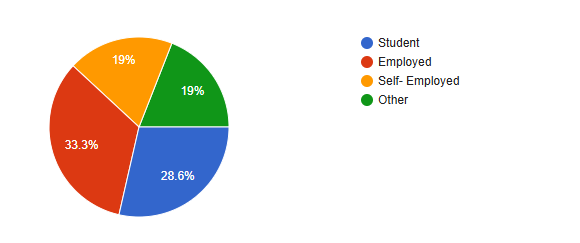 19%
19%
33.3%
28.6%
Student
Employed
Self- Employed
Other